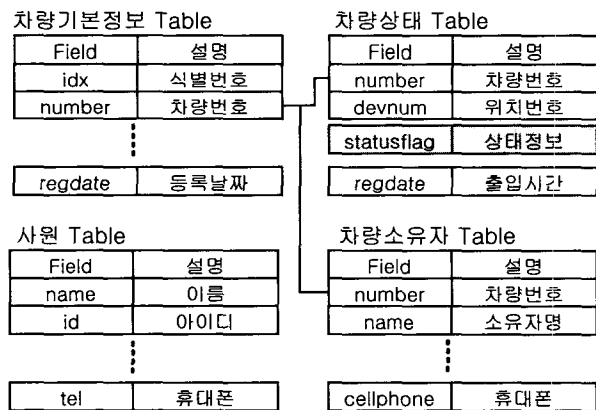 차량기본정보 Table
Field 설명
idx 식별번호
number 차량번호
regdate 등록날짜
차량상태 Table
Field 설명
number 차량번호
devnum 위치번호
statusflag 상태정보
regdate 출입시간
사원 Table
Field 설명
name 이름
id 아이디
tel 휴대폰
차량소유자 Table
Field 설명
number 차량번호
name 소유자명
cellphone 휴대폰